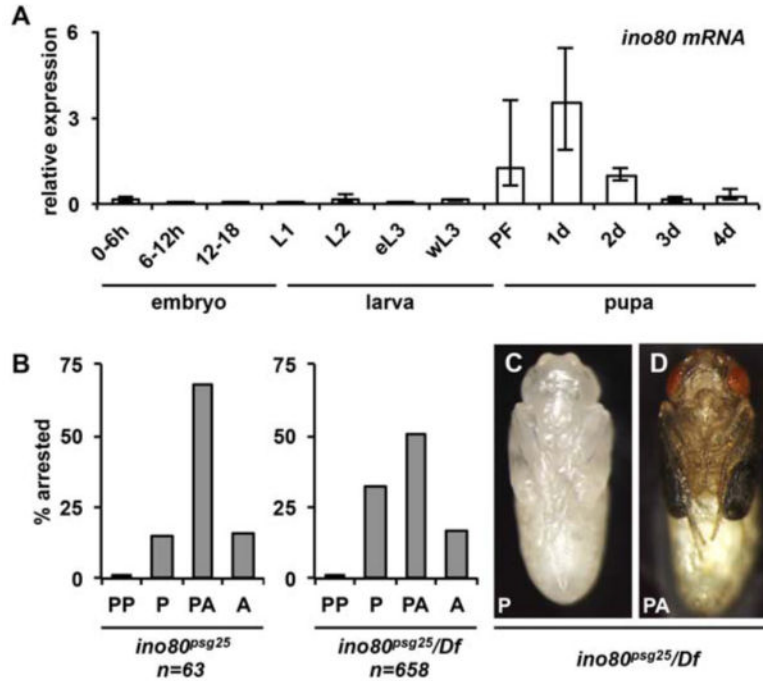 A
ino80 mRNA
relative expression
6
3
0
0-6h
6-12h
12-18
L1
L2
eL3
wL3
PF
1d
2d
3d
4d
embryo
larva
pupa
B
% arrested
75
50
25
0
PP P PA A
ino80psg25
n=63
75
50
25
0
PP P PA A
ino80psg25/Df
n=658
C
P
D
PA
ino80psg25/Df